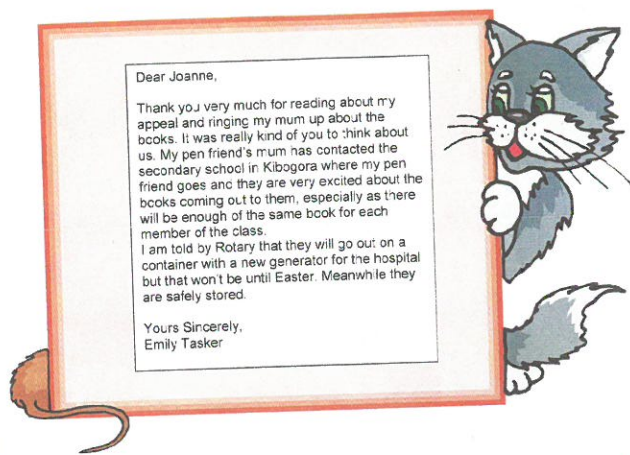 Dear Joanne,
Thank you very much for reading about my
appeal and ringing my mum up about the
books. It was really kind of you to think about
us. My pen friend's mum has contacted the
secondary school in Kibogora where my pen
friend goes and they are very excited about the
books coming out to them, especially as there
will be enough of the same book for each
member of the class.
I am told by Rotary that they will go out on a
container with a new generator for the hospital
but that won't be until Easter. Meanwhile they
are safely stored.
Yours Sincerely,
Emily Tasker